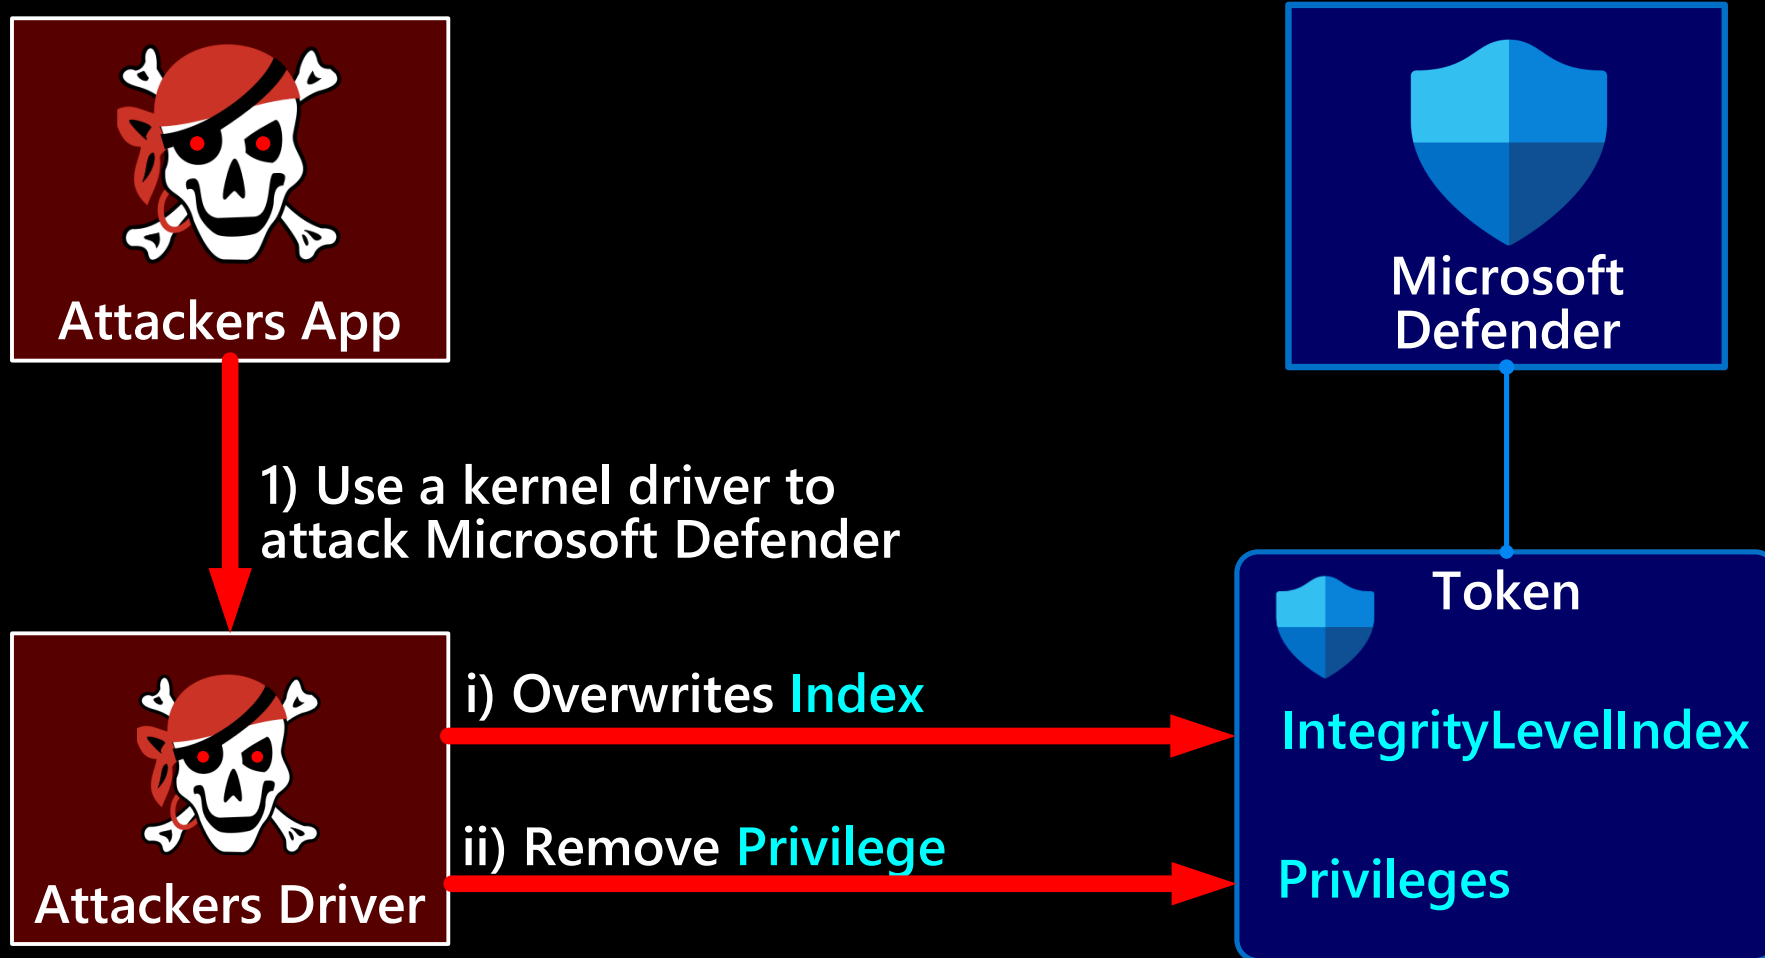 Attackers App
Microsoft
Defender
1) Use a kernel driver to
attack Microsoft Defender
Token
i) Overwrites Index
IntegrityLevelIndex
ii) Remove Privilege
Privileges
Attackers Driver